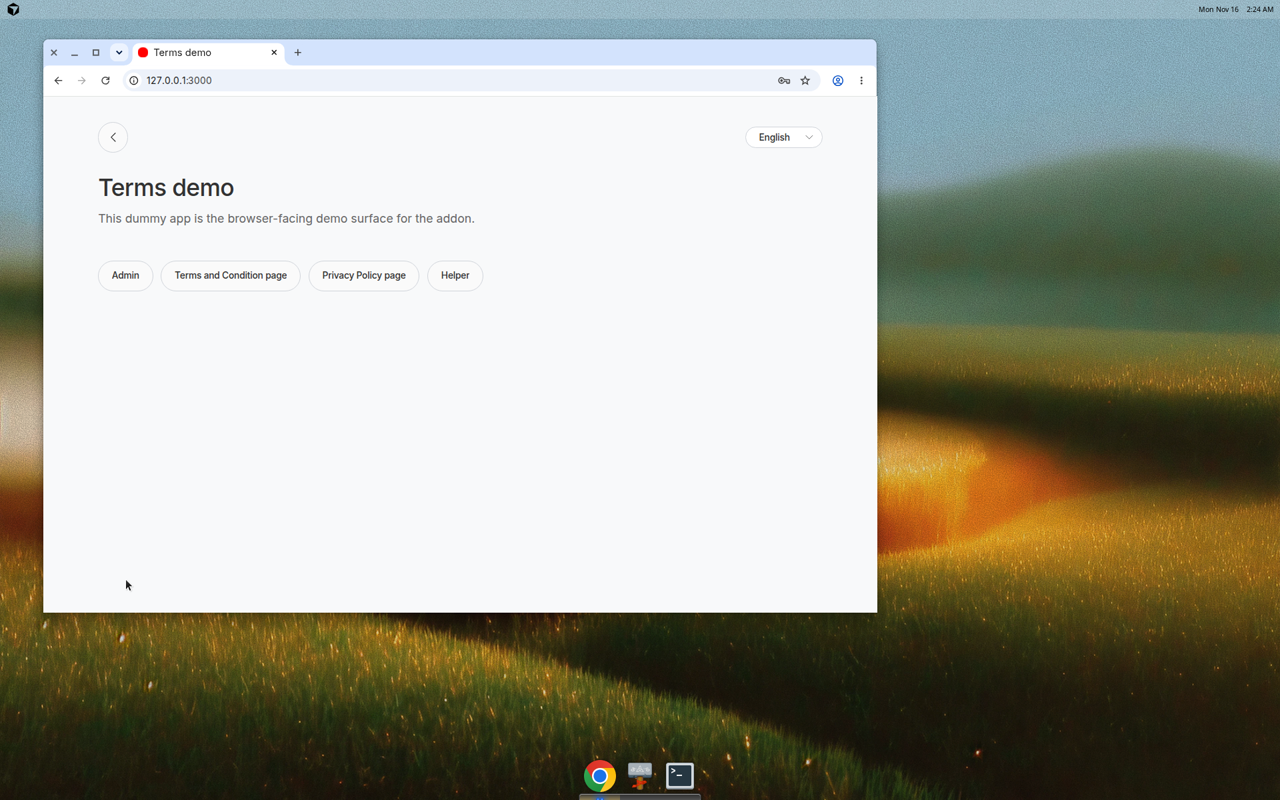 Mon Nov 16 2:24 AM
Terms demo
127.0.0.1:3000
English
Terms demo
This dummy app is the browser-facing demo surface for the addon.
Admin Terms and Condition page Privacy Policy page Helper
>_